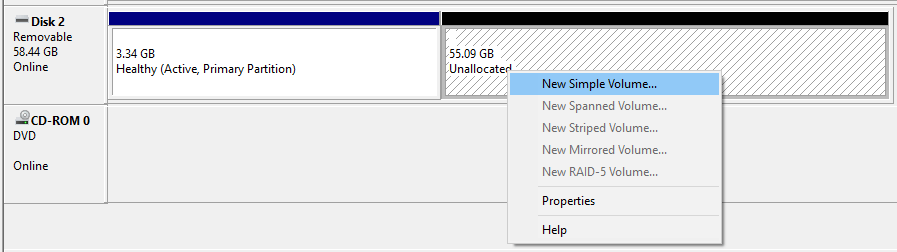 Disk 2
Removable
58.44 GB
Online
3.34 GB
Healthy (Active, Primary Partition)
55.09 GB
Unallocated
New Simple Volume...
New Spanned Volume...
New Striped Volume...
New Mirrored Volume...
New RAID-5 Volume...
Properties
Help
CD-ROM 0
DVD
Online